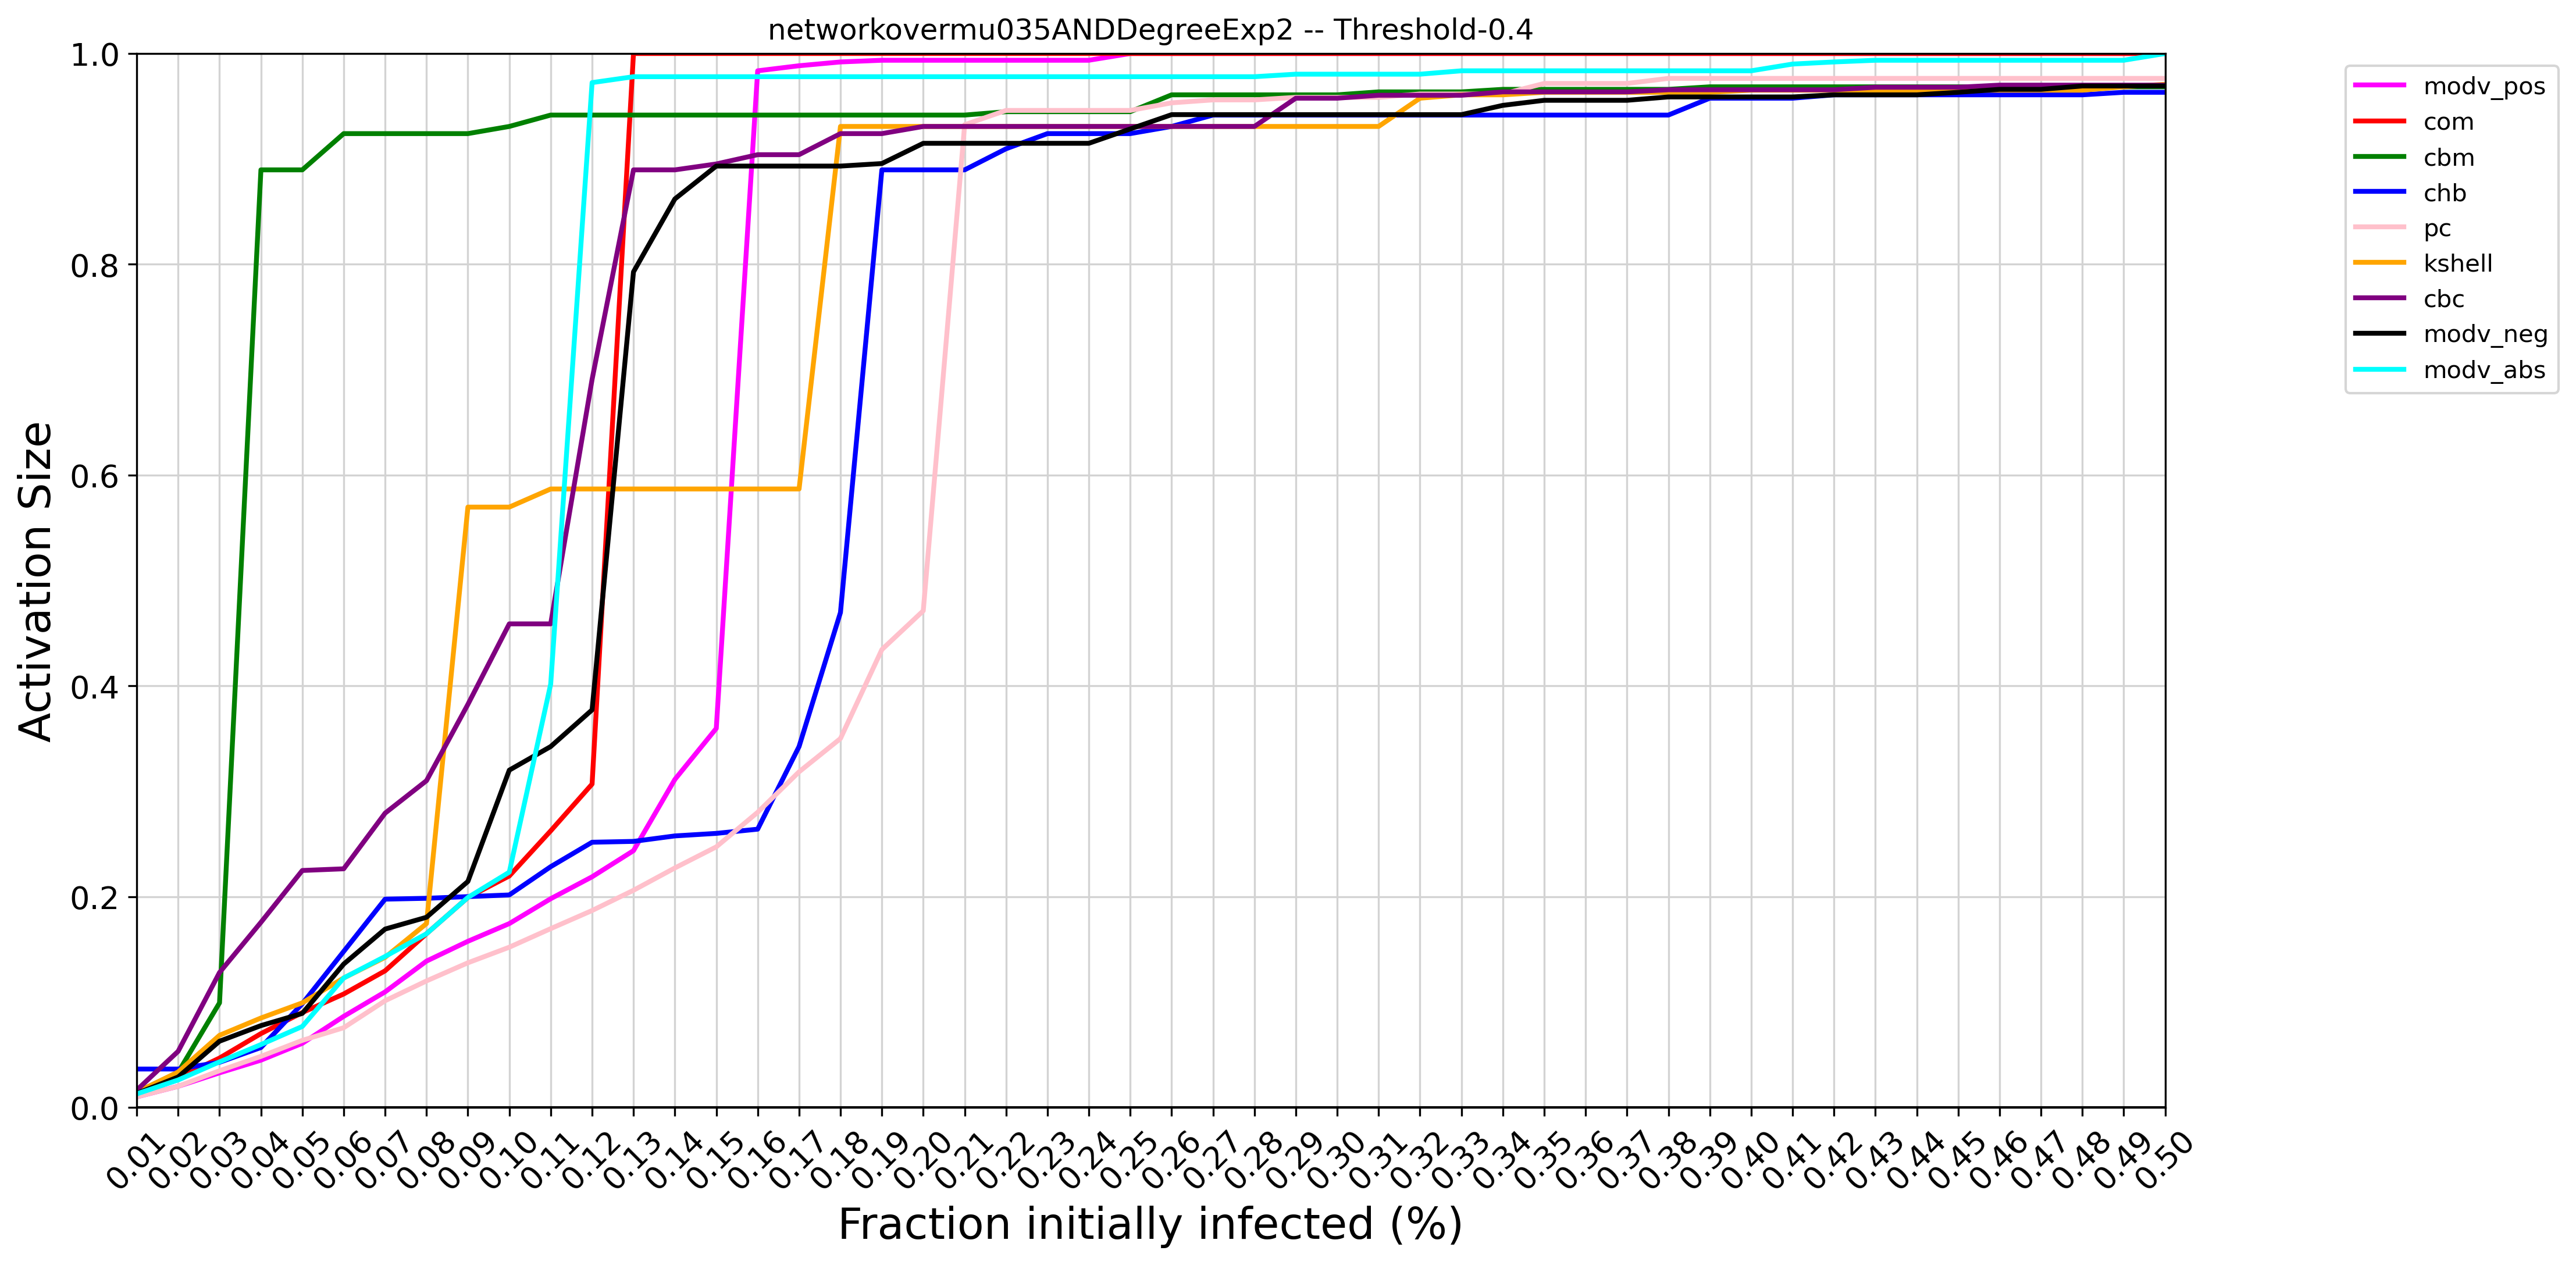 networkovermu035ANDDegreeExp2 -- Threshold-0.4
Activation Size
1.0
0.8
0.6
0.4
0.2
0.0
0.01 0.02 0.03 0.04 0.05 0.06 0.07 0.08 0.09 0.10 0.11 0.12 0.13 0.14 0.15 0.16 0.17 0.18 0.19 0.20 0.21 0.22 0.23 0.24 0.25 0.26 0.27 0.28 0.29 0.30 0.31 0.32 0.33 0.34 0.35 0.36 0.37 0.38 0.39 0.40 0.41 0.42 0.43 0.44 0.45 0.46 0.47 0.48 0.49 0.50
Fraction initially infected (%)
modv_pos
com
cbm
chb
pc
kshell
cbc
modv_neg
modv_abs